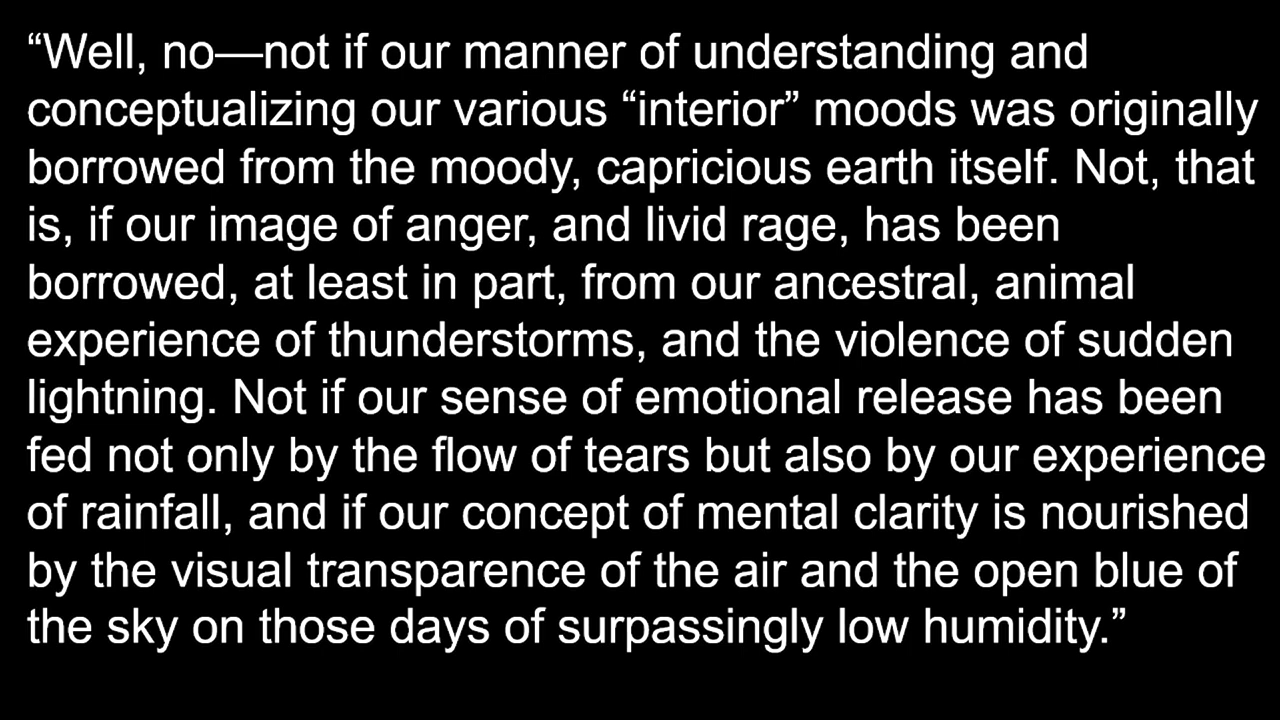 “Well, no—not if our manner of understanding and
conceptualizing our various “interior” moods was originally
borrowed from the moody, capricious earth itself. Not, that
is, if our image of anger, and livid rage, has been
borrowed, at least in part, from our ancestral, animal
experience of thunderstorms, and the violence of sudden
lightning. Not if our sense of emotional release has been
fed not only by the flow of tears but also by our experience
of rainfall, and if our concept of mental clarity is nourished
by the visual transparence of the air and the open blue of
the sky on those days of surpassingly low humidity.”